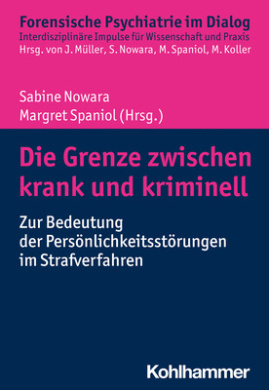 Forensische Psychiatrie im Dialog
Interdisziplinäre Impulse für Wissenschaft und Praxis
Hrsg. von J. Müller, S. Nowara, M. Spaniol, M. Koller
Sabine Nowara
Margret Spaniol (Hrsg.)
Die Grenze zwischen
krank und kriminell
Zur Bedeutung
der Persönlichkeitsstörungen
im Strafverfahren
Kohlhammer